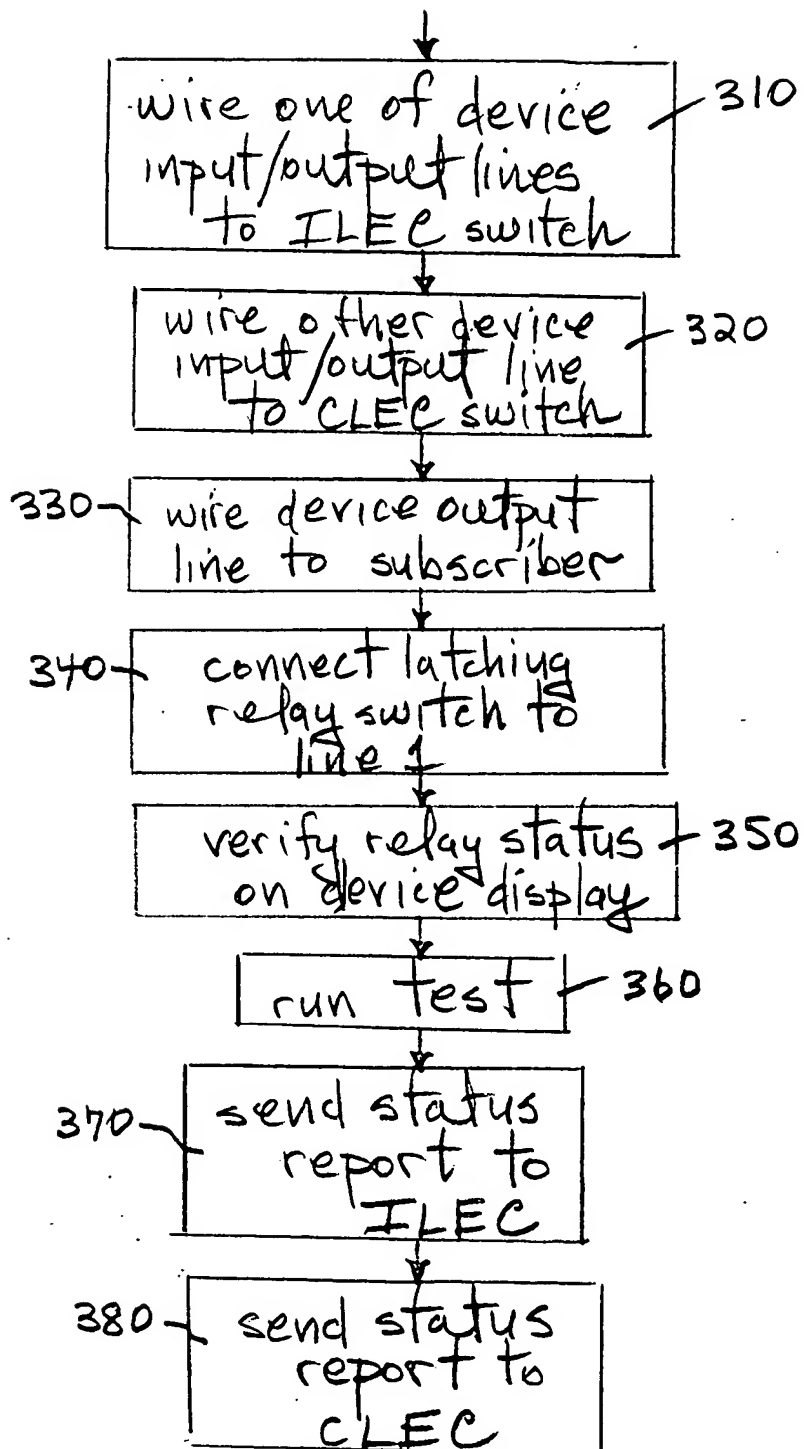 wire one of device
input/output lines
to ILEC switch
310
wire other device
input/output line
to CLEC switch
320
330
wire device output
line to subscriber
340
connect latching
relay switch to
line 1
verify relay status
on device display
350
run test
360
370
send status
report to
ILEC
380
send status
report to
CLEC